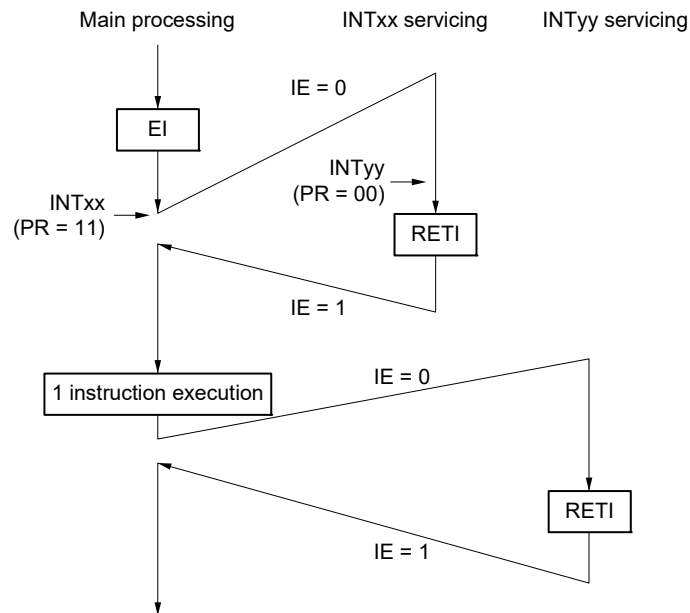 Main processing
INTxx servicing
INTyy servicing
IE = 0
EI
INTyy
(PR = 00)
INTxx
(PR = 11)
RETI
IE = 1
IE = 0
1 instruction execution
RETI
IE = 1